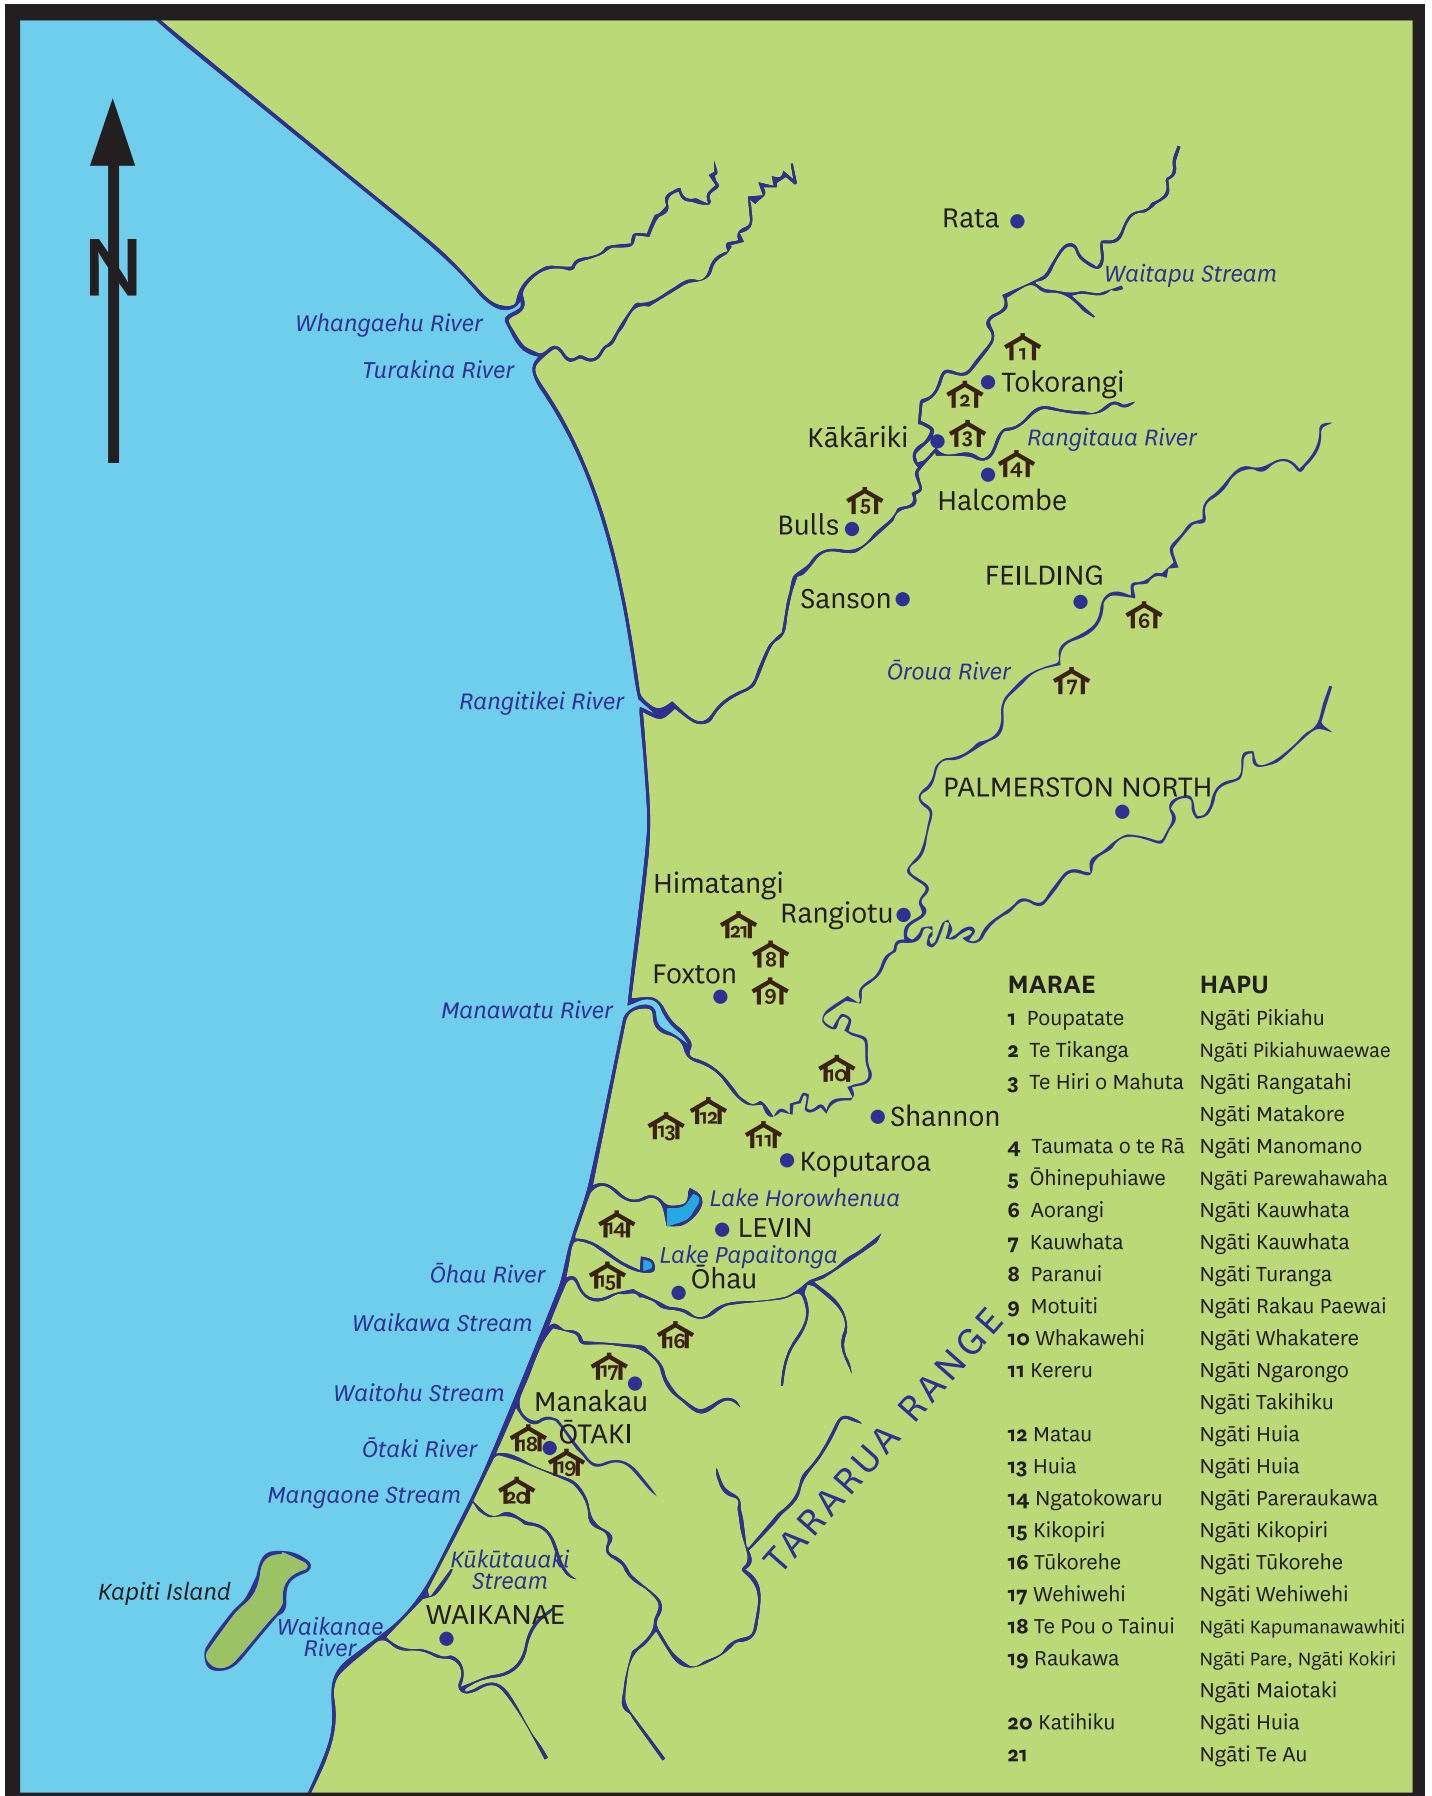 N
Rata
Waitapu Stream
Whangaehu River
1
Turakina River
Tokorangi
2
Kākāriki
3
Rangitaua River
4
Halcombe
5
Bulls
FEILDING
Sanson
6
Ōroua River
7
Rangitikei River
PALMERSTON NORTH
Himatangi
Rangiotu
21
8
Foxton
9
Manawatu River
10
12
13
Shannon
11
Koputaroa
Lake Horowhenua
14
LEVIN
Lake Papaitonga
Ōhau River
15
Ōhau
Waikawa Stream
16
17
Waitohu Stream
Manakau
ŌTAKI
18
Ōtaki River
19
Mangaone Stream
20
TARARUA RANGE
Kūkūtauaki
Stream
Kapiti Island
WAIKANAE
Waikanae
River
MARAE HAPU
1 Poupatate Ngāti Pikiahu
2 Te Tikanga Ngāti Pikiahuwaewae
3 Te Hiri o Mahuta Ngāti Rangatahi
Ngāti Matakore
4 Taumata o te Rā Ngāti Manomano
5 Ōhinepuhiawe Ngāti Parewahawaha
6 Aorangi Ngāti Kauwhata
7 Kauwhata Ngāti Kauwhata
8 Paranui Ngāti Turanga
9 Motuiti Ngāti Rakau Paewai
10 Whakawehi Ngāti Whakatere
11 Kereru Ngāti Ngarongo
Ngāti Takihiku
12 Matau Ngāti Huia
13 Huia Ngāti Huia
14 Ngatokowaru Ngāti Pareraukawa
15 Kikopiri Ngāti Kikopiri
16 Tūkorehe Ngāti Tūkorehe
17 Wehiwehi Ngāti Wehiwehi
18 Te Pou o Tainui Ngāti Kapumanawawhiti
19 Raukawa Ngāti Pare, Ngāti Kokiri
Ngāti Maiotaki
20 Katihiku Ngāti Huia
21 Ngāti Te Au